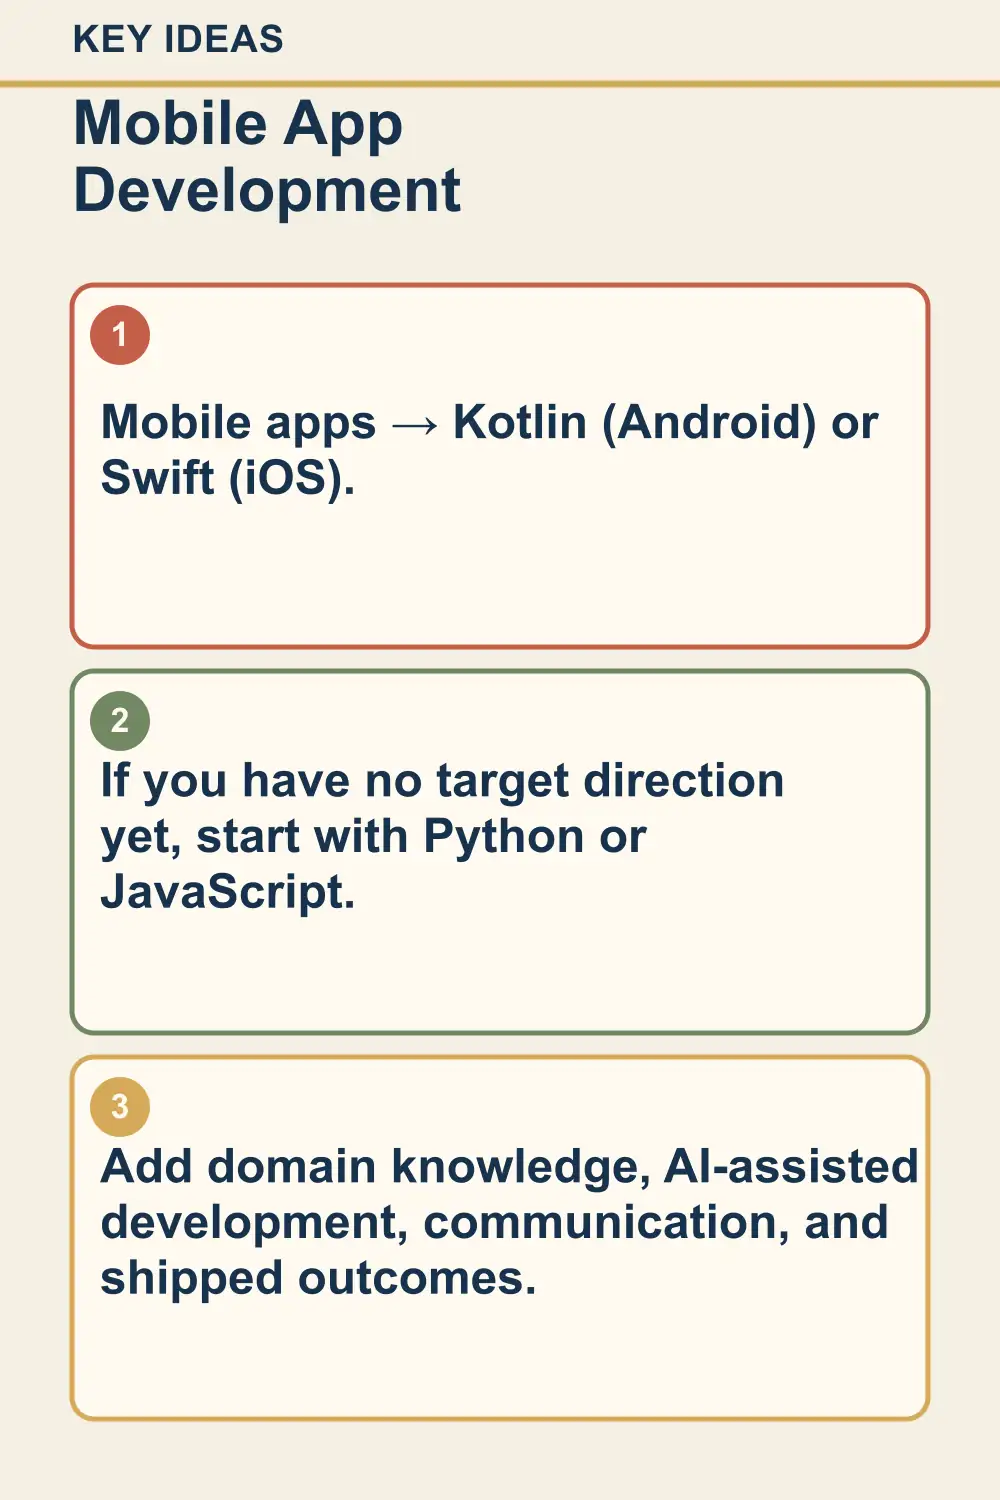 KEY IDEAS
Mobile App
Development
1
Mobile apps → Kotlin (Android) or
Swift (iOS).
2
If you have no target direction
yet, start with Python or
JavaScript.
3
Add domain knowledge, AI-assisted
development, communication, and
shipped outcomes.